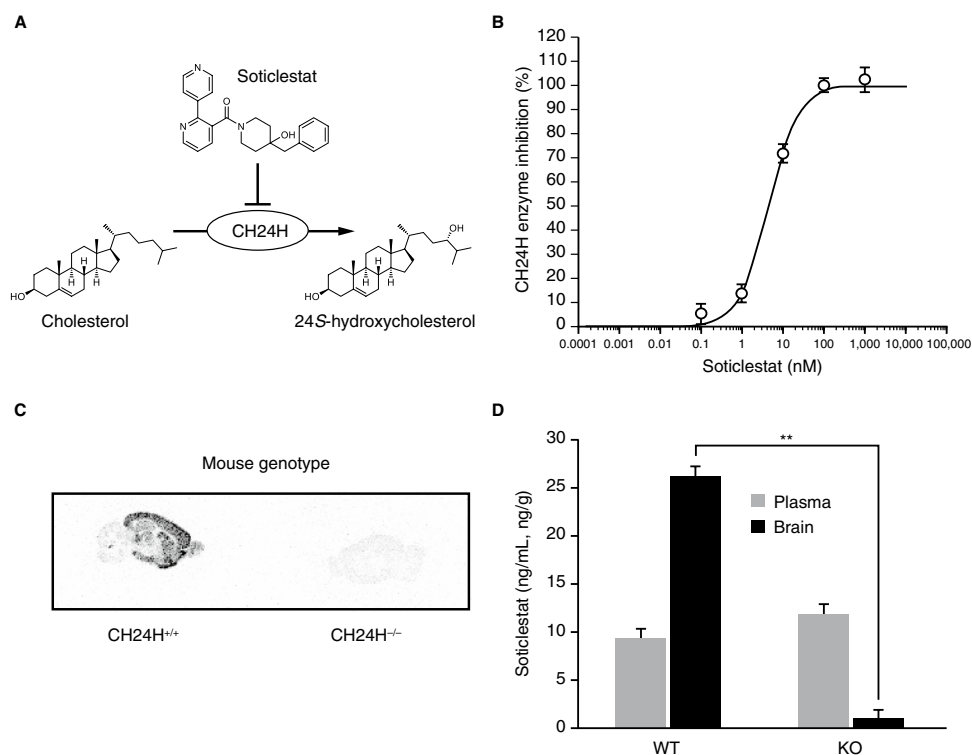 A
Soticlestat
N
N
O
N
OH
CH24H
OH
H
H
H
HO
Cholesterol
H
H
H
HO
24S-hydroxycholesterol
B
CH24H enzyme inhibition (%)
120
110
100
90
80
70
60
50
40
30
20
10
0
0.0001 0.001 0.01 0.1 1 10 100 1,000 10,000 100,000
Soticlestat (nM)
C
Mouse genotype
CH24H+/+ CH24H–/–
D
Soticlestat (ng/mL, ng/g)
30
25
20
15
10
5
0
**
Plasma
Brain
WT KO